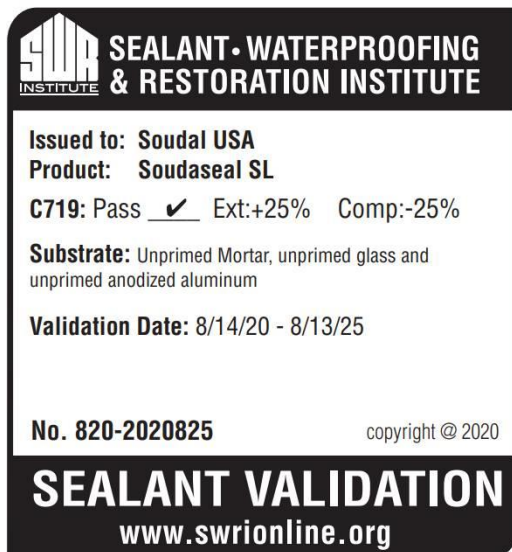 SWR
INSTITUTE
SEALANT • WATERPROOFING
& RESTORATION INSTITUTE
Issued to: Soudal USA
Product: Soudaseal SL
C719: Pass ✔ Ext:+25% Comp:-25%
Substrate: Unprimed Mortar, unprimed glass and
unprimed anodized aluminum
Validation Date: 8/14/20 - 8/13/25
No. 820-2020825
copyright @ 2020
SEALANT VALIDATION
www.swrionline.org